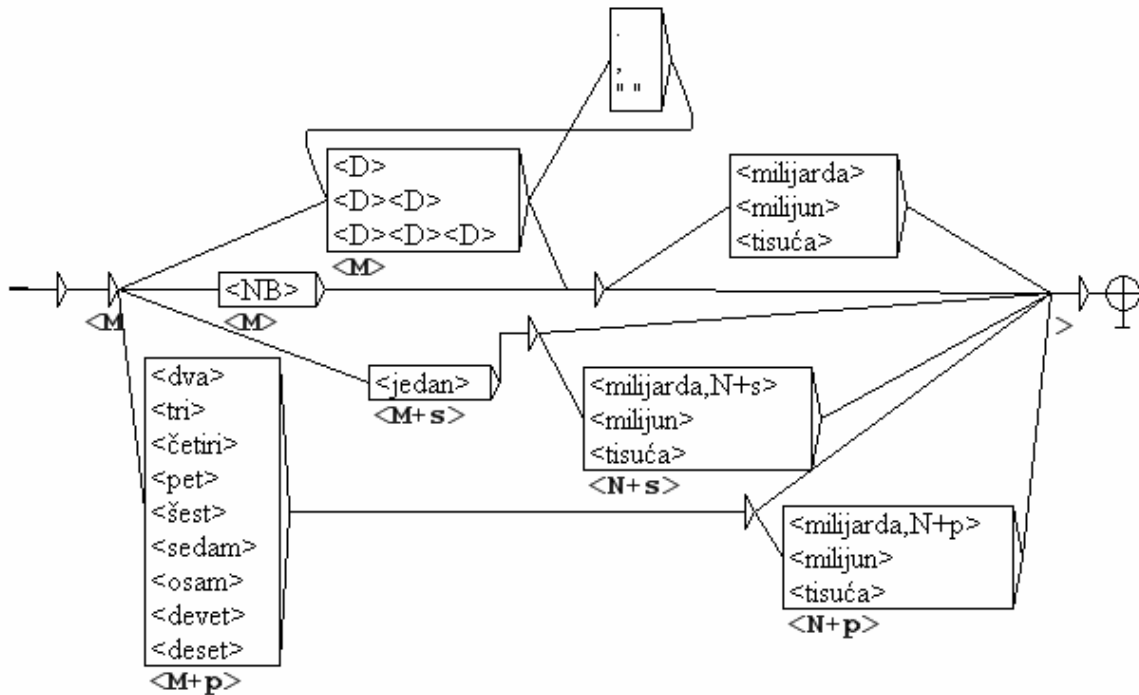 .
,
" "
<D>
<D><D>
<D><D><D>
<M>
<milijarda>
<milijun>
<tisuća>
<NB>
<M>
<M
>
<jedan>
<M+s>
<milijarda,N+s>
<milijun>
<tisuća>
<N+s>
<dva>
<tri>
<četiri>
<pet>
<šest>
<sedam>
<osam>
<devet>
<deset>
<M+p>
<milijarda,N+p>
<milijun>
<tisuća>
<N+p>